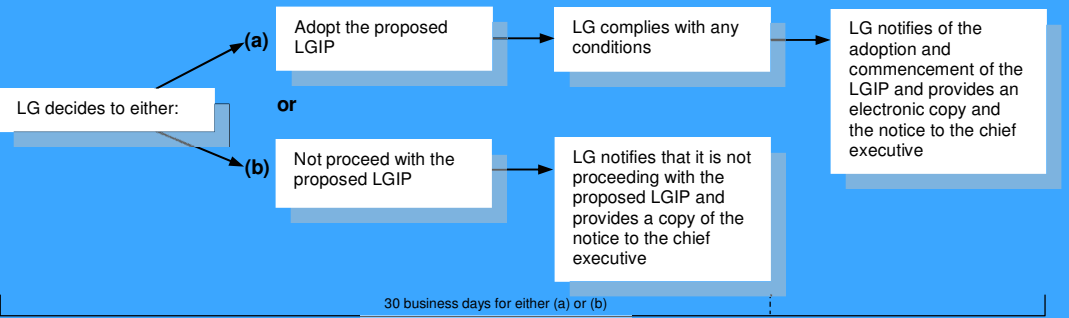 LG decides to either:
(a)
Adopt the proposed
LGIP
LG complies with any
conditions
LG notifies of the
adoption and
commencement of the
LGIP and provides an
electronic copy and
the notice to the chief
executive
or
(b)
Not proceed with the
proposed LGIP
LG notifies that it is not
proceeding with the
proposed LGIP and
provides a copy of the
notice to the chief
executive
30 business days for either (a) or (b)